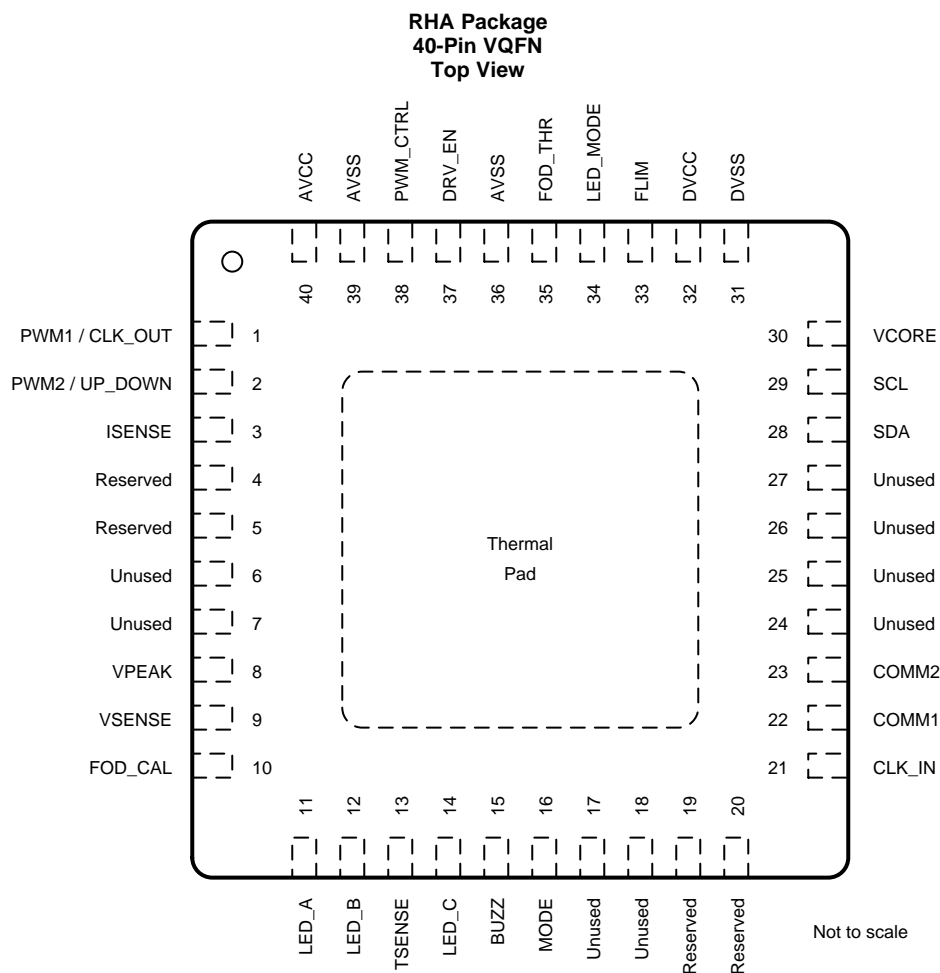 RHA Package
40-Pin VQFN
Top View
AVCC
AVSS
PWM_CTRL
DRV_EN
AVSS
FOD_THR
LED_MODE
FLIM
DVCC
DVSS
40
39
38
37
36
35
34
33
32
31
PWM1 / CLK_OUT 1
PWM2 / UP_DOWN 2
ISENSE 3
Reserved 4
Reserved 5
Unused 6
Unused 7
VPEAK 8
VSENSE 9
FOD_CAL 10
Thermal
Pad
30 VCORE
29 SCL
28 SDA
27 Unused
26 Unused
25 Unused
24 Unused
23 COMM2
22 COMM1
21 CLK_IN
11
12
13
14
15
16
17
18
19
20
LED_A
LED_B
TSENSE
LED_C
BUZZ
MODE
Unused
Unused
Reserved
Reserved
Not to scale